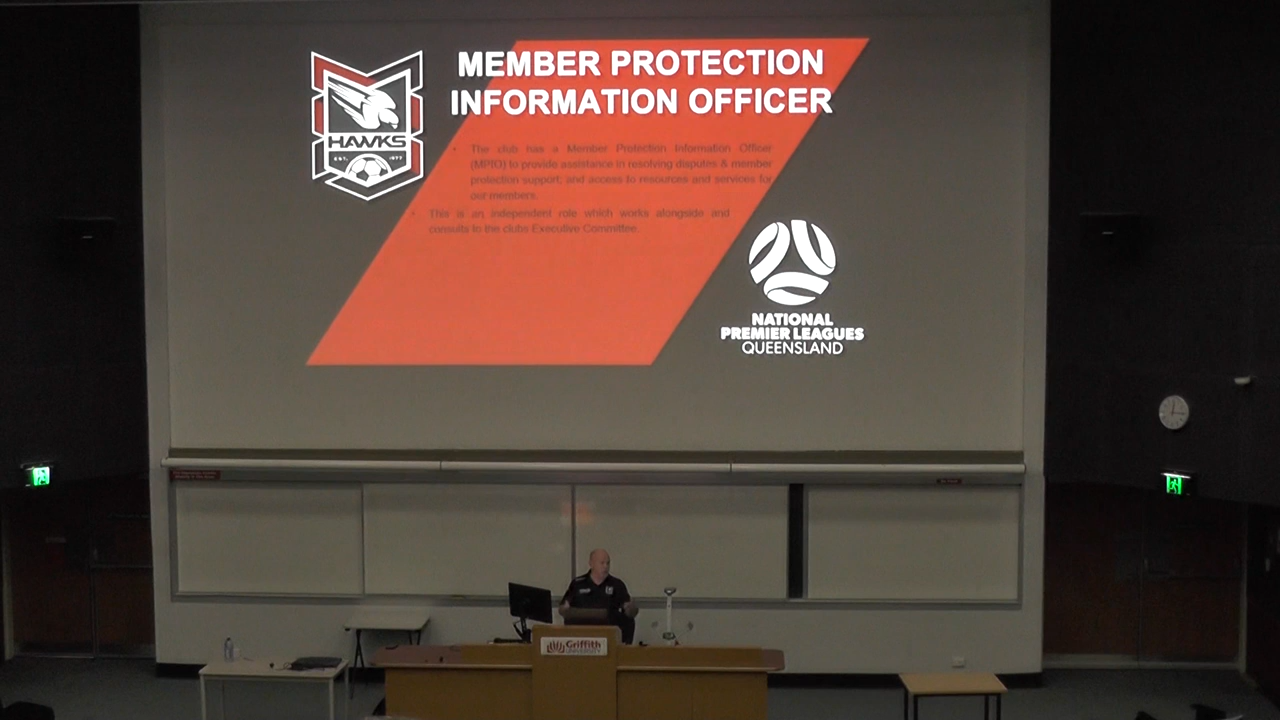 MEMBER PROTECTION
INFORMATION OFFICER
HAWKS
EST. 1977
• The club has a Member Protection Information Officer
(MPIO) to provide assistance in resolving disputes & member
protection support; and access to resources and services for
our members.
• This is an independent role which works alongside and
consults to the clubs Executive Committee.
NATIONAL
PREMIER LEAGUES
QUEENSLAND
Griffith
UNIVERSITY